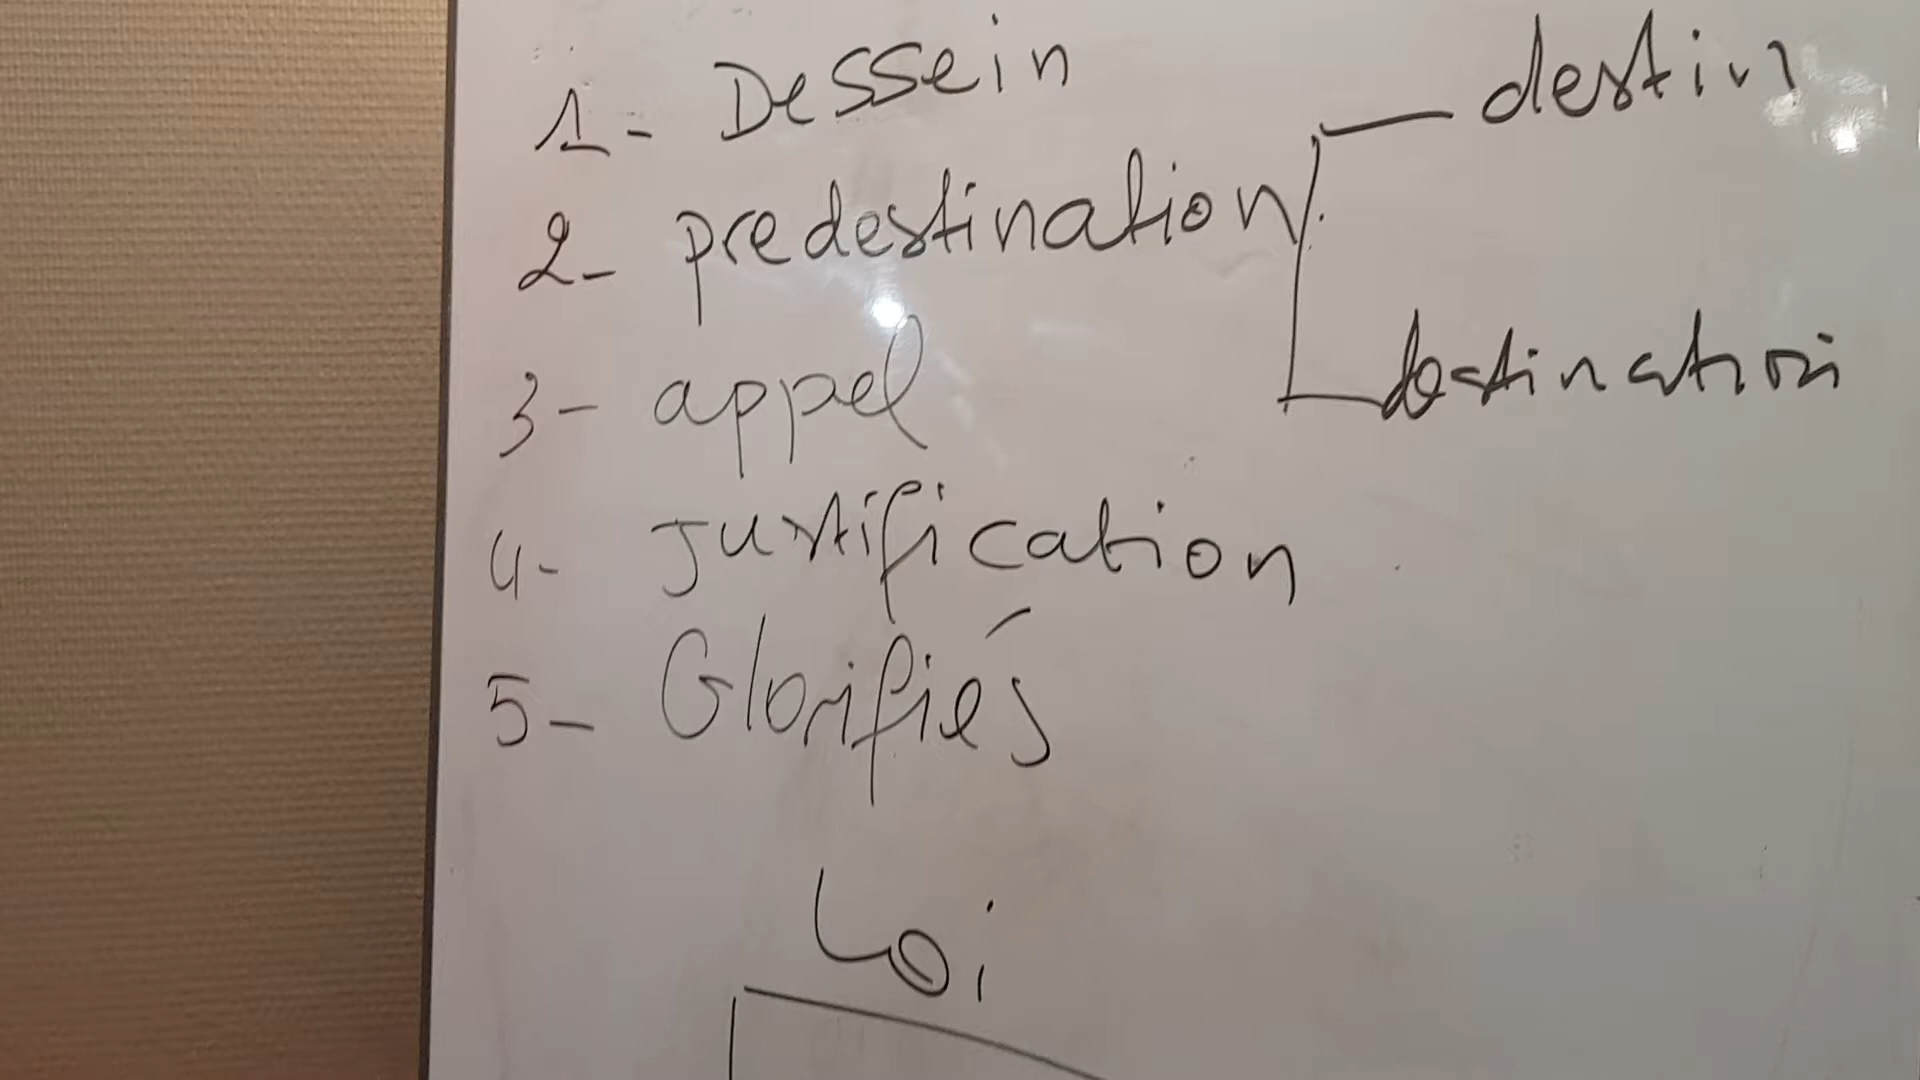 1- Dessein
2- predestination
destin
destination
3- appel
4- Justification
5- Glorifiés
Loi